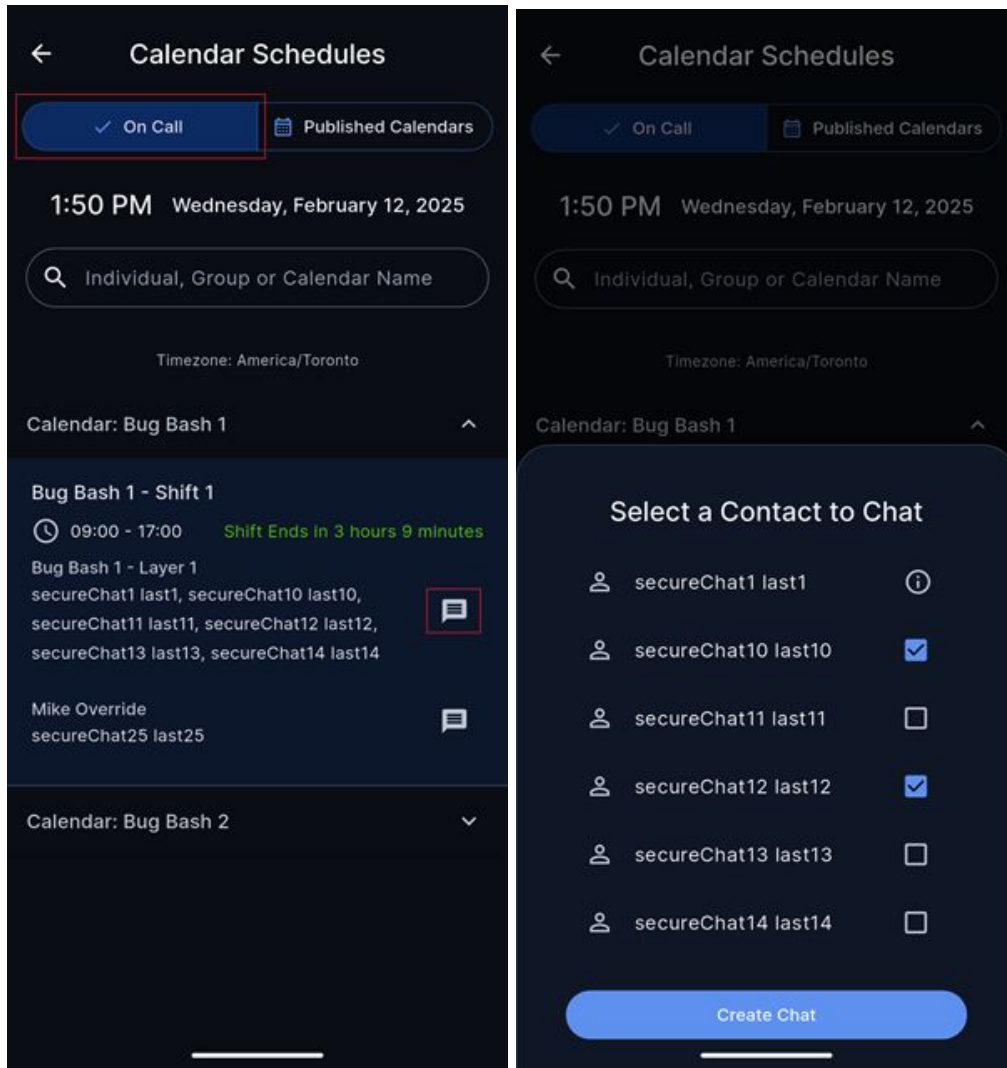 Calendar Schedules
On Call
Published Calendars
1:50 PM Wednesday, February 12, 2025
Individual, Group or Calendar Name
Timezone: America/Toronto
Calendar: Bug Bash 1
Bug Bash 1 - Shift 1
09:00 - 17:00 Shift Ends in 3 hours 9 minutes
Bug Bash 1 - Layer 1
secureChat1 last1, secureChat10 last10,
secureChat11 last11, secureChat12 last12,
secureChat13 last13, secureChat14 last14
Mike Override
secureChat25 last25
Calendar: Bug Bash 2
Calendar Schedules
On Call
Published Calendars
1:50 PM Wednesday, February 12, 2025
Individual, Group or Calendar Name
Timezone: America/Toronto
Calendar: Bug Bash 1
Select a Contact to Chat
secureChat1 last1
secureChat10 last10
secureChat11 last11
secureChat12 last12
secureChat13 last13
secureChat14 last14
Create Chat